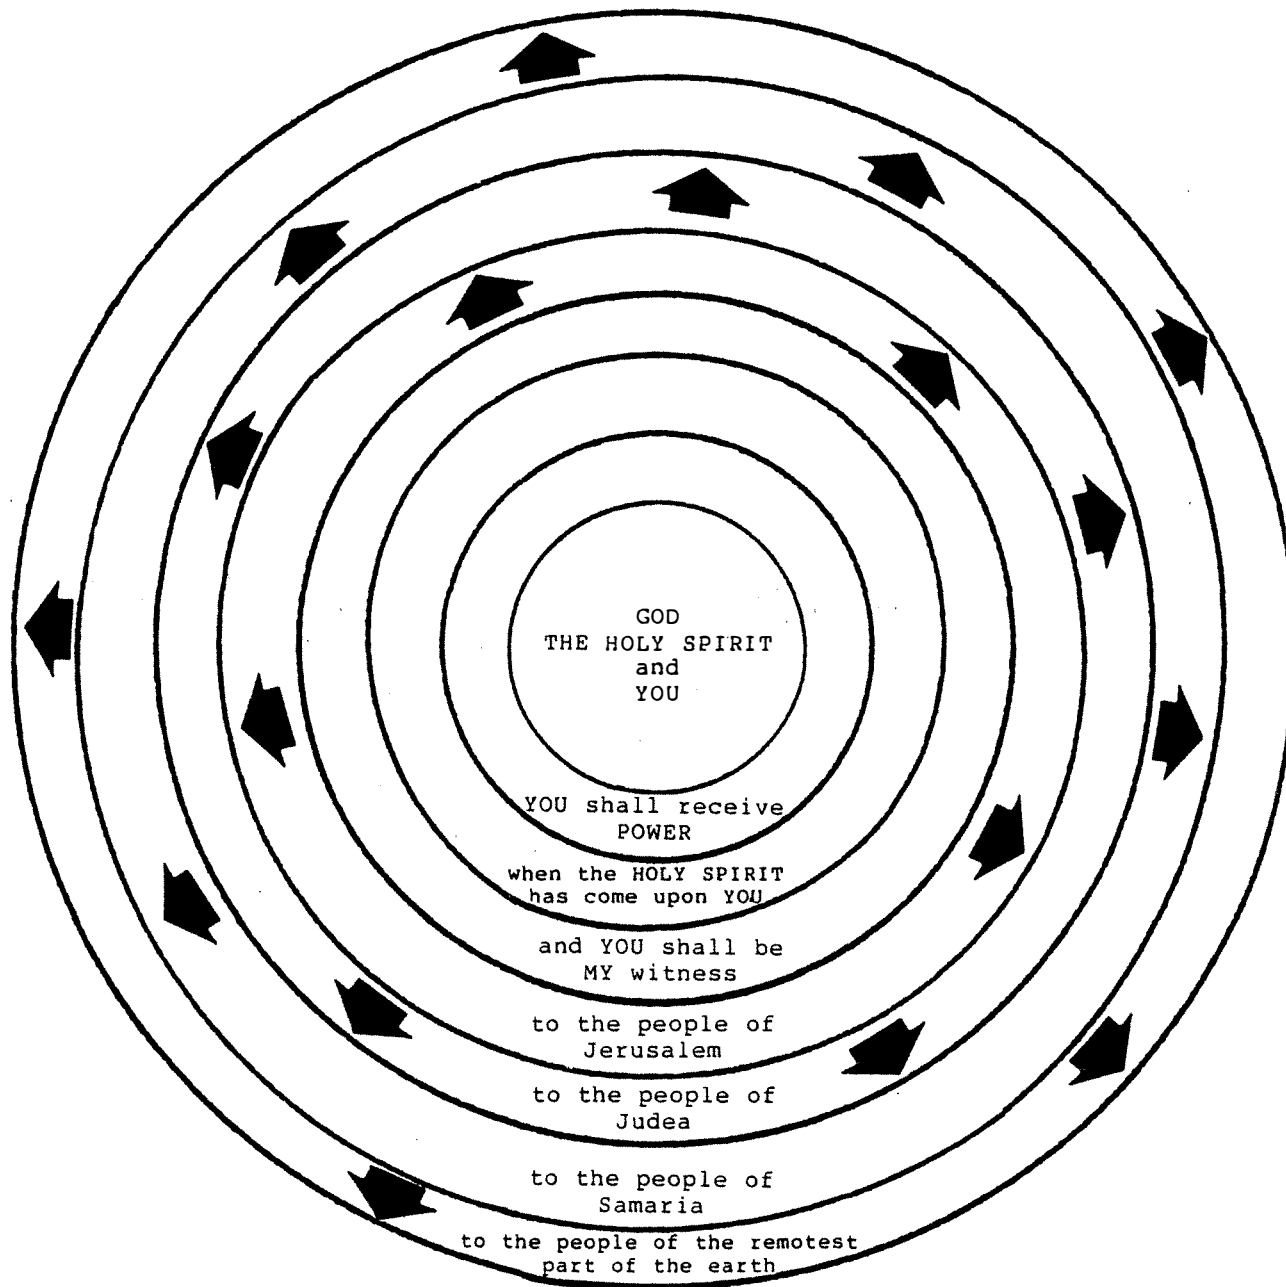 GOD
THE HOLY SPIRIT
and
YOU
YOU shall receive
POWER
when the HOLY SPIRIT
has come upon YOU
and YOU shall be
MY witness
to the people of
Jerusalem
to the people of
Judea
to the people of
Samaria
to the people of the remotest
part of the earth